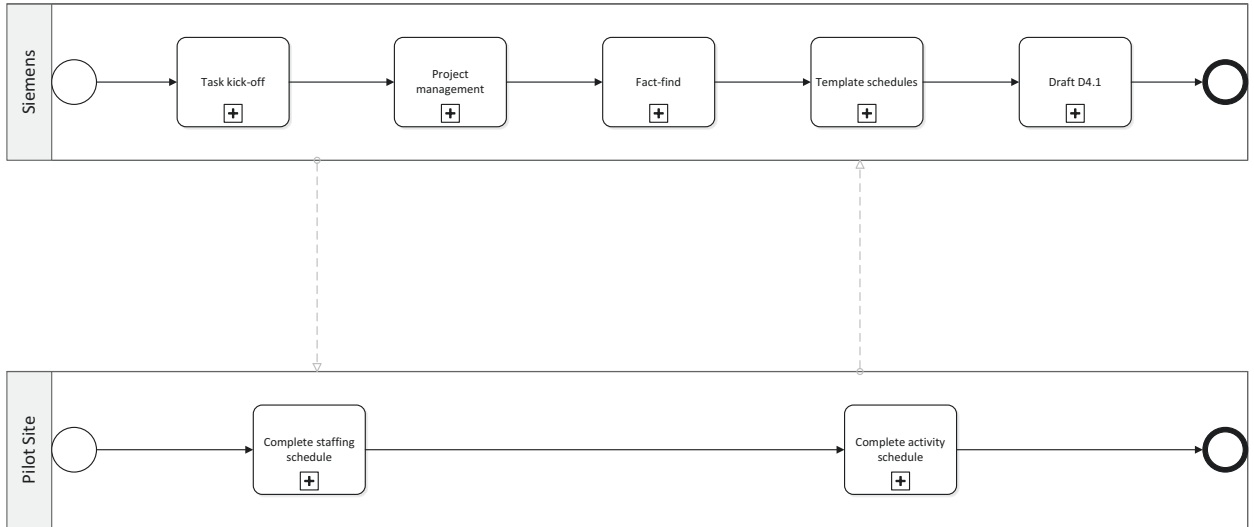 Siemens
Task kick-off
Project
management
Fact-find
Template schedules
Draft D4.1
Pilot Site
Complete staffing
schedule
Complete activity
schedule